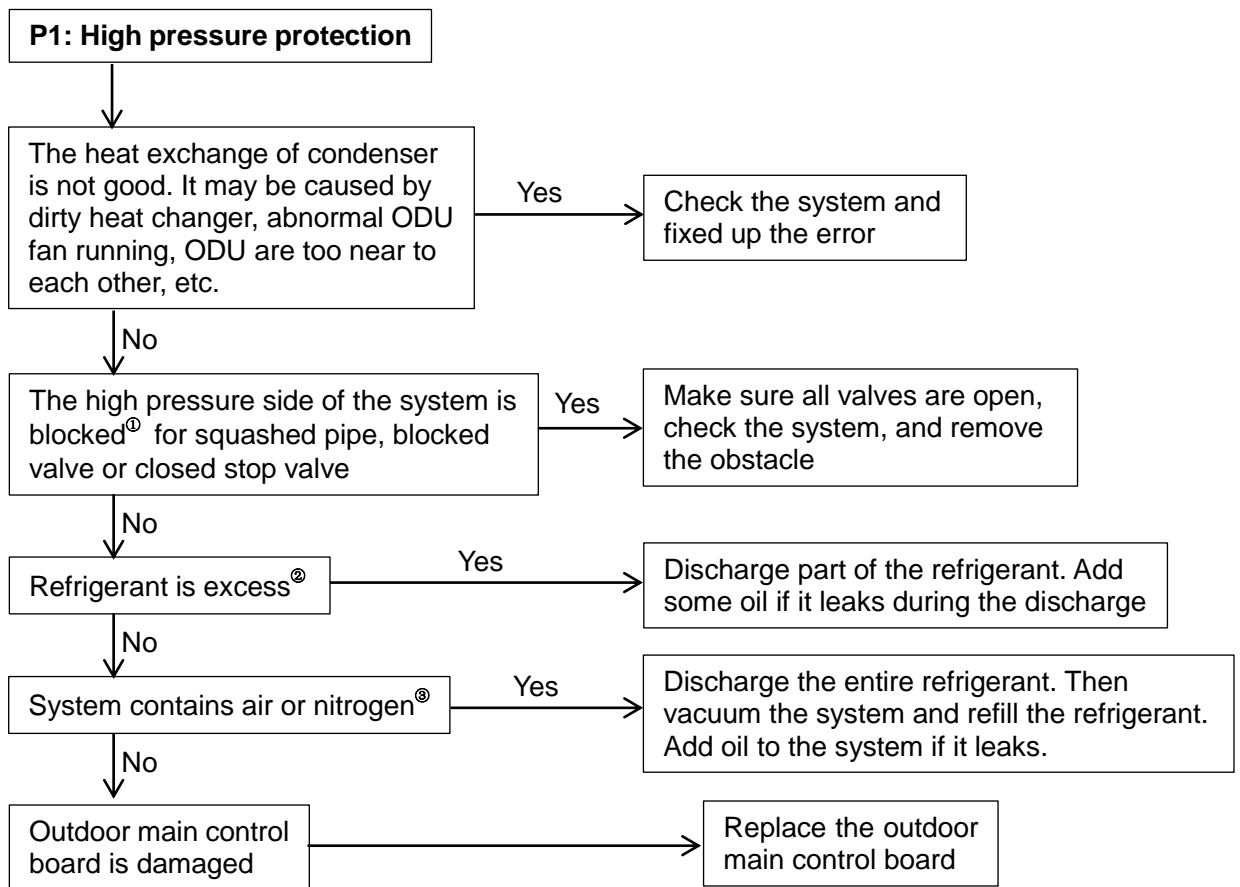 P1: High pressure protection
The heat exchange of condenser
is not good. It may be caused by
dirty heat changer, abnormal ODU
fan running, ODU are too near to
each other, etc.
Yes
Check the system and
fixed up the error
No
The high pressure side of the system is
blocked① for squashed pipe, blocked
valve or closed stop valve
Yes
Make sure all valves are open,
check the system, and remove
the obstacle
No
Refrigerant is excess②
Yes
Discharge part of the refrigerant. Add
some oil if it leaks during the discharge
No
System contains air or nitrogen③
Yes
Discharge the entire refrigerant. Then
vacuum the system and refill the refrigerant.
Add oil to the system if it leaks.
No
Outdoor main control
board is damaged
Replace the outdoor
main control board